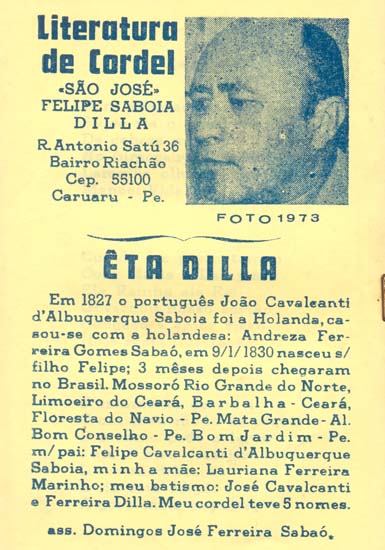 Literatura
de Cordel
«SÃO JOSÉ»
FELIPE SABOIA
DILLA
R. Antonio Satú 36
Bairro Riachão
Cep. 55100
Caruaru - Pe.
FOTO 1973
ÊTA DILLA
Em 1827 o português João Cavalcanti
d'Albuquerque Saboia foi a Holanda, ca-
sou-se com a holandesa: Andreza Fer-
reira Gomes Sabaó, em 9/1/1830 nasceu s/
filho Felipe; 3 mêses depois chegaram
no Brasil. Mossoró Rio Grande do Norte,
Limoeiro do Ceará, Barbalha - Ceará,
Floresta do Navio - Pe. Mata Grande - Al.
Bom Conselho - Pe. Bom Jardim - Pe.
m/pai: Felipe Cavalcanti d'Albuquerque
Saboia, minha mãe: Lauriana Ferreira
Marinho; meu batismo: José Cavalcanti
e Ferreira Dilla. Meu cordel teve 5 nomes.
ass. Domingos José Ferreira Sabaó.